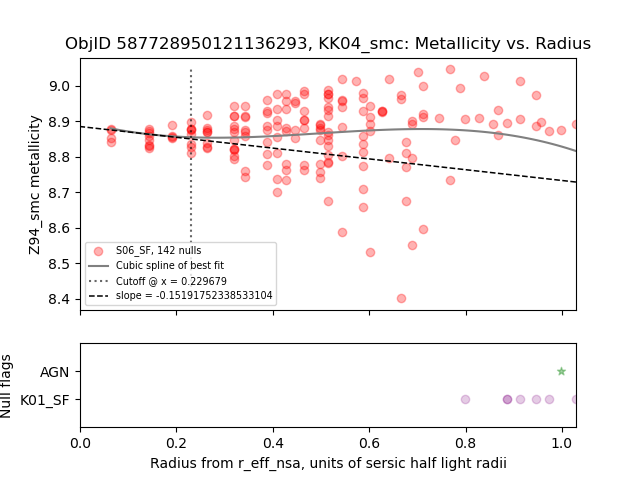 ObjID 587728950121136293, KK04_smc: Metallicity vs. Radius
Z94_smc metallicity
9.0
8.9
8.8
8.7
8.6
8.5
8.4
S06_SF, 142 nulls
Cubic spline of best fit
Cutoff @ x = 0.229679
slope = -0.15191752338533104
Null flags
AGN
K01_SF
0.0 0.2 0.4 0.6 0.8 1.0
Radius from r_eff_nsa, units of sersic half light radii